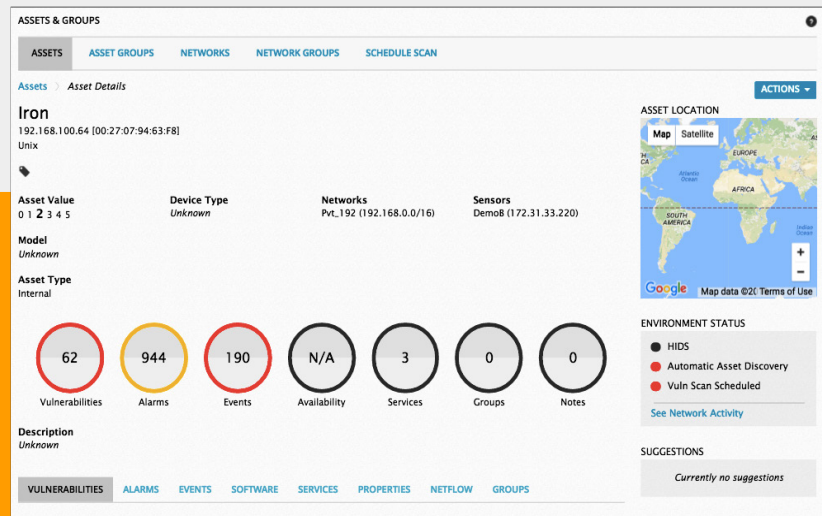 ASSETS & GROUPS
ASSETS ASSET GROUPS NETWORKS NETWORK GROUPS SCHEDULE SCAN
Assets Asset Details
ACTIONS
Iron
192.168.100.64 [00:27:07:94:63:F8]
Unix
Asset Value Device Type Networks Sensors
0 1 2 3 4 5 Unknown Pvt_192 (192.168.0.0/16) DemoB (172.31.33.220)
Model
Unknown
Asset Type
Internal
62 944 190 N/A 3 0 0
Vulnerabilities Alarms Events Availability Services Groups Notes
Description
Unknown
VULNERABILITIES ALARMS EVENTS SOFTWARE SERVICES PROPERTIES NETFLOW GROUPS
ASSET LOCATION
Map Satellite
EUROPE
Atlantic
Ocean
AFRICA
SOUTH
AMERICA
Indian
Ocean
+
−
Google Map data ©20 Terms of Use
ENVIRONMENT STATUS
HIDS
Automatic Asset Discovery
Vuln Scan Scheduled
See Network Activity
SUGGESTIONS
Currently no suggestions